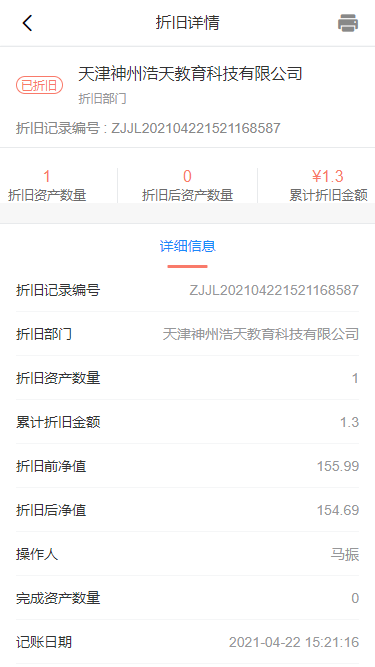 折旧详情
已折旧
天津神州浩天教育科技有限公司
折旧部门
折旧记录编号 : ZJJL202104221521168587
1
0
¥1.3
折旧资产数量
折旧后资产数量
累计折旧金额
详细信息
折旧记录编号 ZJJL202104221521168587
折旧部门 天津神州浩天教育科技有限公司
折旧资产数量 1
累计折旧金额 1.3
折旧前净值 155.99
折旧后净值 154.69
操作人 马振
完成资产数量 0
记账日期 2021-04-22 15:21:16